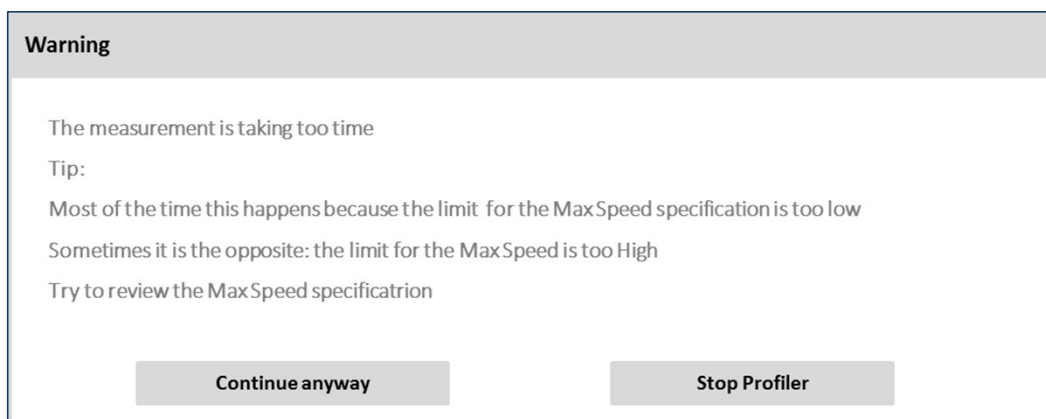 Warning
The measurement is taking too time
Tip:
Most of the time this happens because the limit for the Max Speed specification is too low
Sometimes it is the opposite: the limit for the Max Speed is too High
Try to review the Max Speed specificatrion
Continue anyway
Stop Profiler